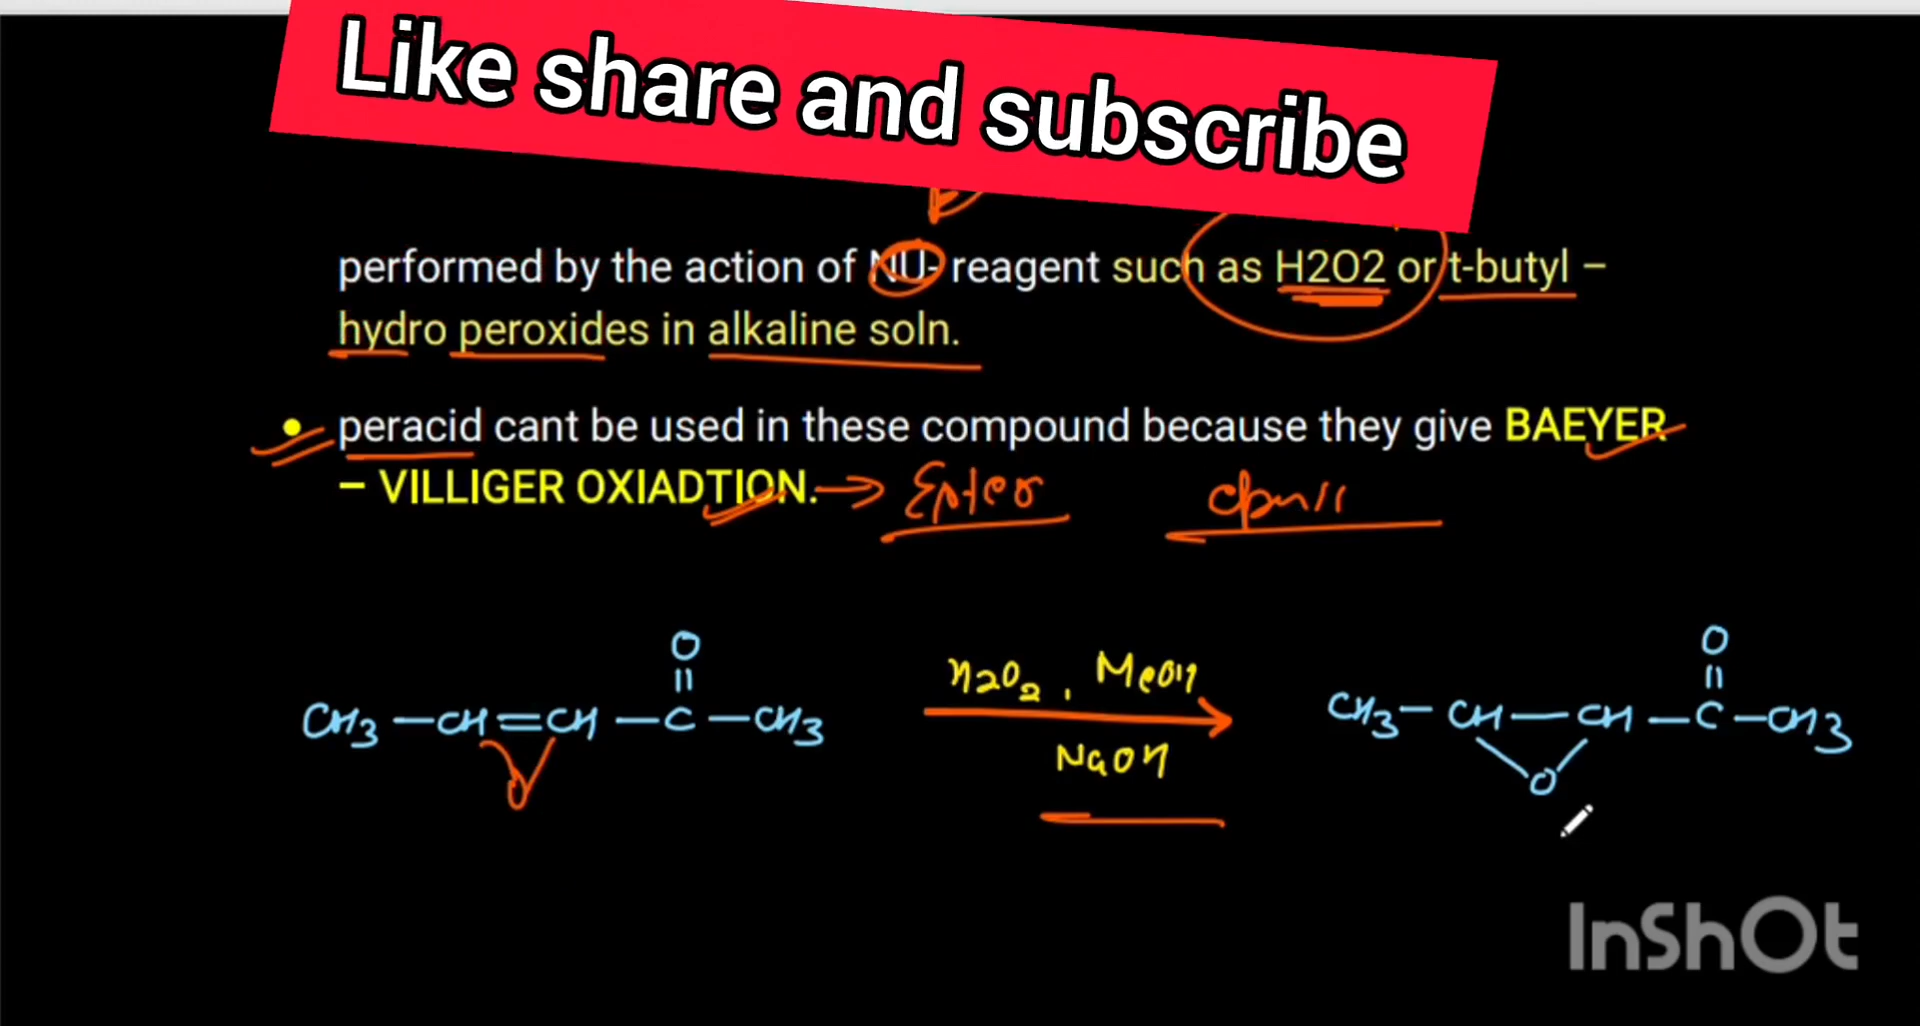 Like share and subscribe
performed by the action of NU- reagent such as H2O2 or t-butyl –
hydro peroxides in alkaline soln.
• peracid cant be used in these compound because they give BAEYER
– VILLIGER OXIADTION. → Ester
O
||
CH3 — CH = CH — C — CH3
O
H2O2 , MeOH
NaOH
O
||
CH3 — CH — CH — C — CH3
O
InShOt